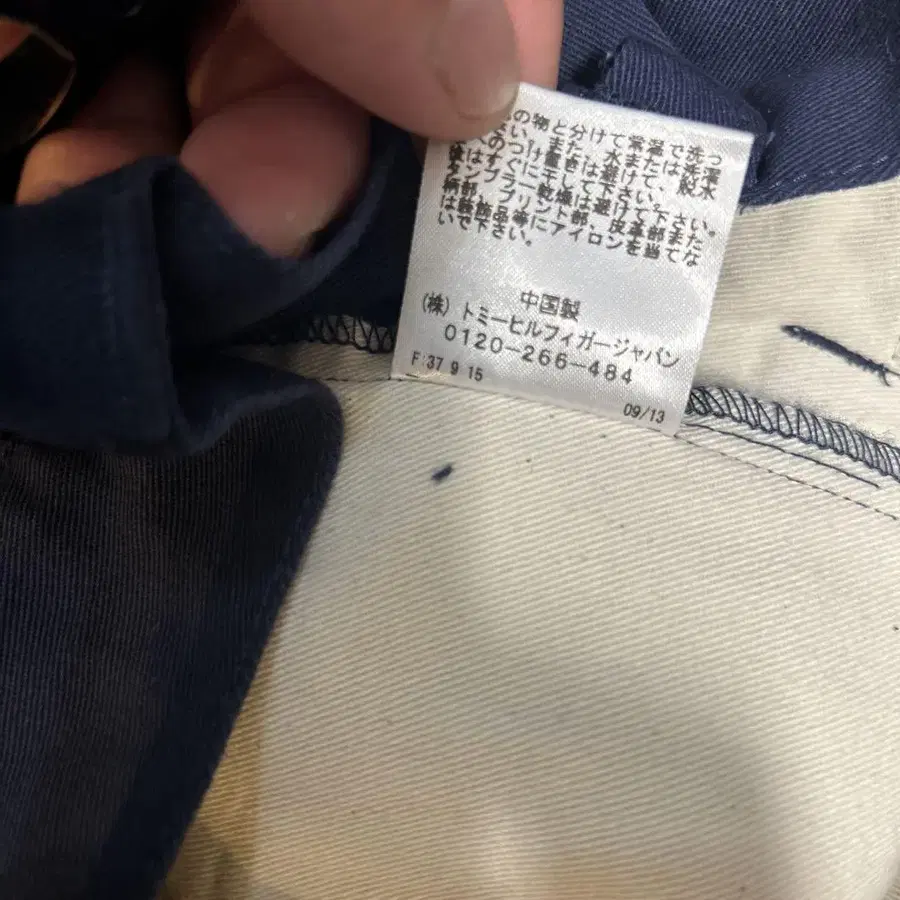 の物と分けて常温で洗っ
さい。また、水または洗濯
へのつけ置きは避けて、脱水
後はすぐに干して下さい。
タンブラー乾燥は避けて下さい。
柄部、プリント部、皮革部また
は装飾品等にアイロンを当てな
いで下さい。
中国製
(株) トミーヒルフィガージャパン
0120-266-484
F:37 9 15
09/13